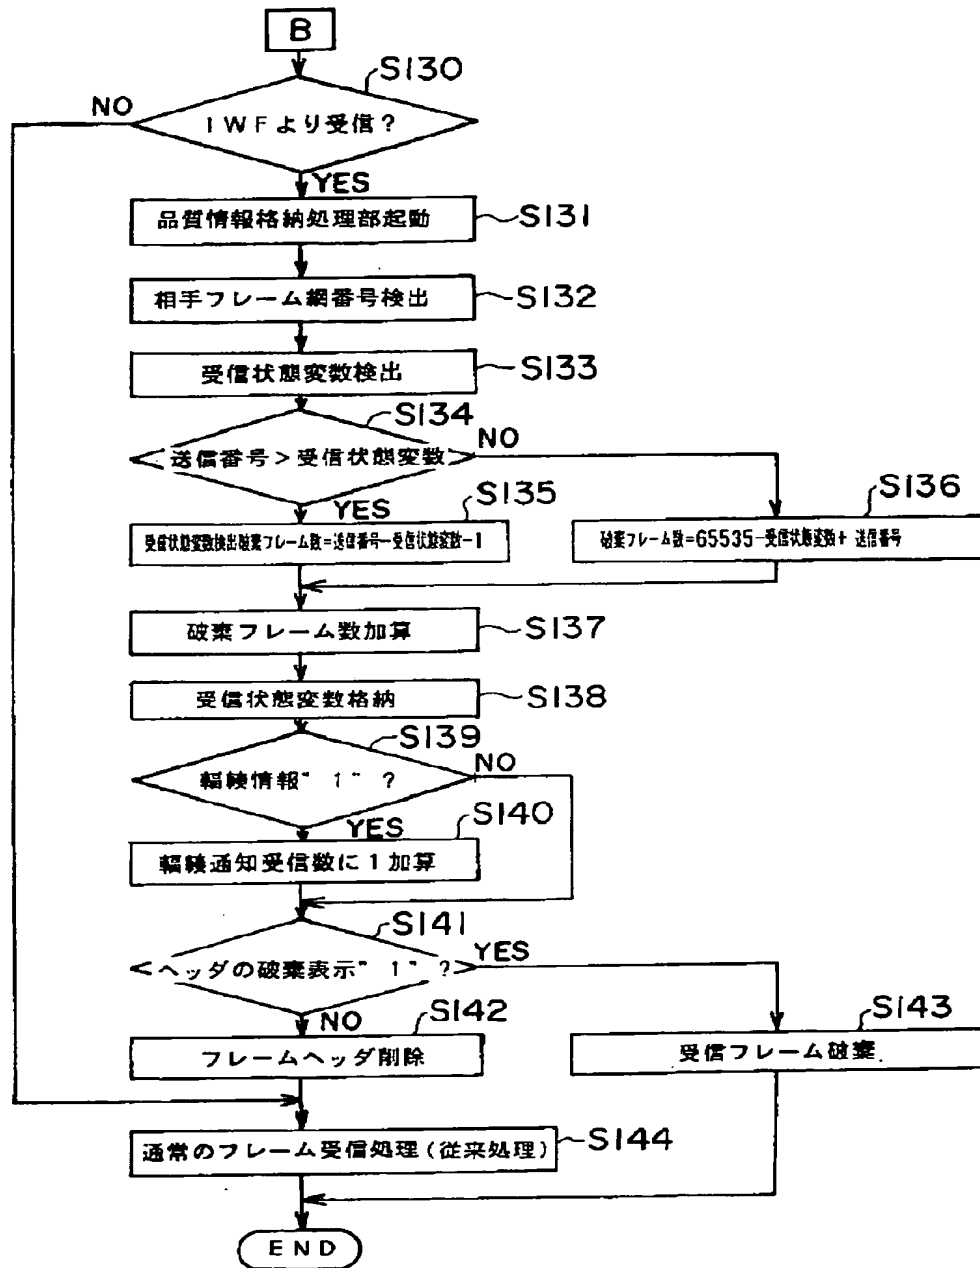 B
S130
NO
IWFより受信?
YES
品質情報格納処理部起動
S131
相手フレーム網番号検出
S132
受信状態変数検出
S133
S134
送信番号>受信状態変数
NO
YES
S135
S136
受信状態変数検出破棄フレーム数=送信番号-受信状態変数-1
破棄フレーム数=65535-受信状態変数+送信番号
破棄フレーム数加算
S137
受信状態変数格納
S138
S139
輻輳情報"1"?
NO
YES
S140
輻輳通知受信数に1加算
S141
ヘッダの破棄表示"1"?
YES
NO
S142
S143
フレームヘッダ削除
受信フレーム破棄
通常のフレーム受信処理(従来処理)
S144
END